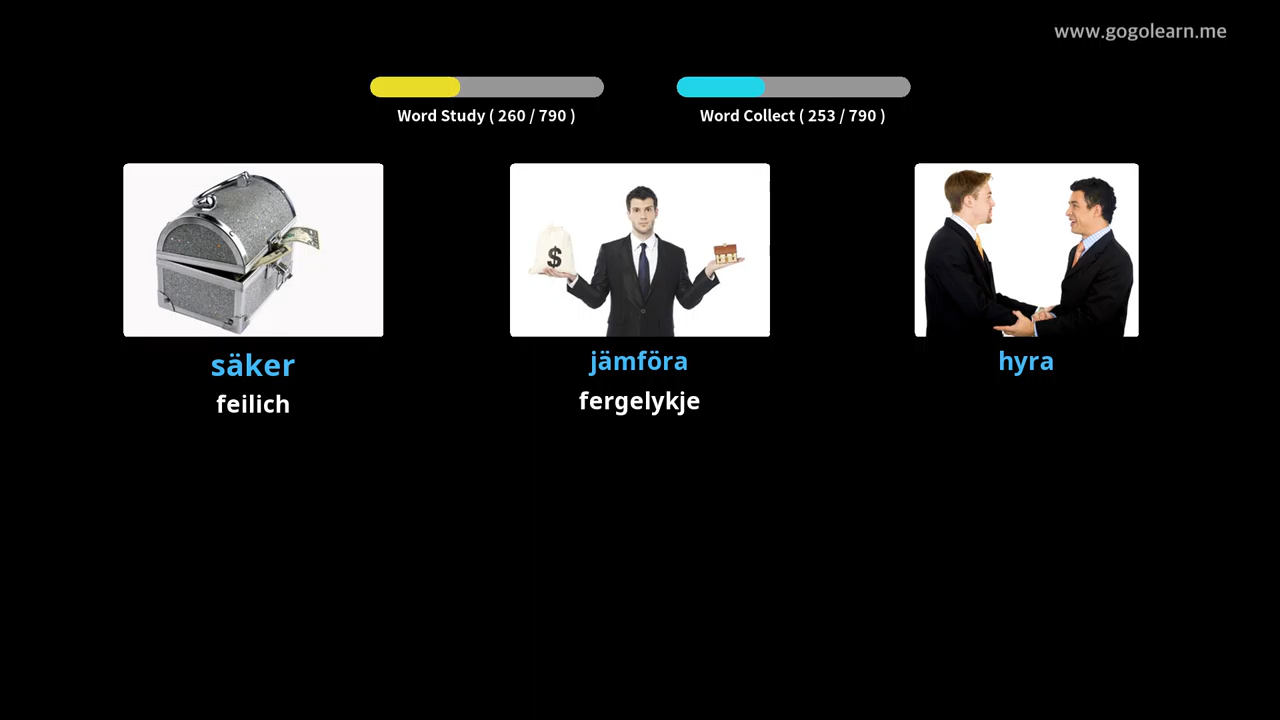 www.gogolearn.me
Word Study ( 260 / 790 )
Word Collect ( 253 / 790 )
$
säker
jämföra
hyra
feilich
fergelykje